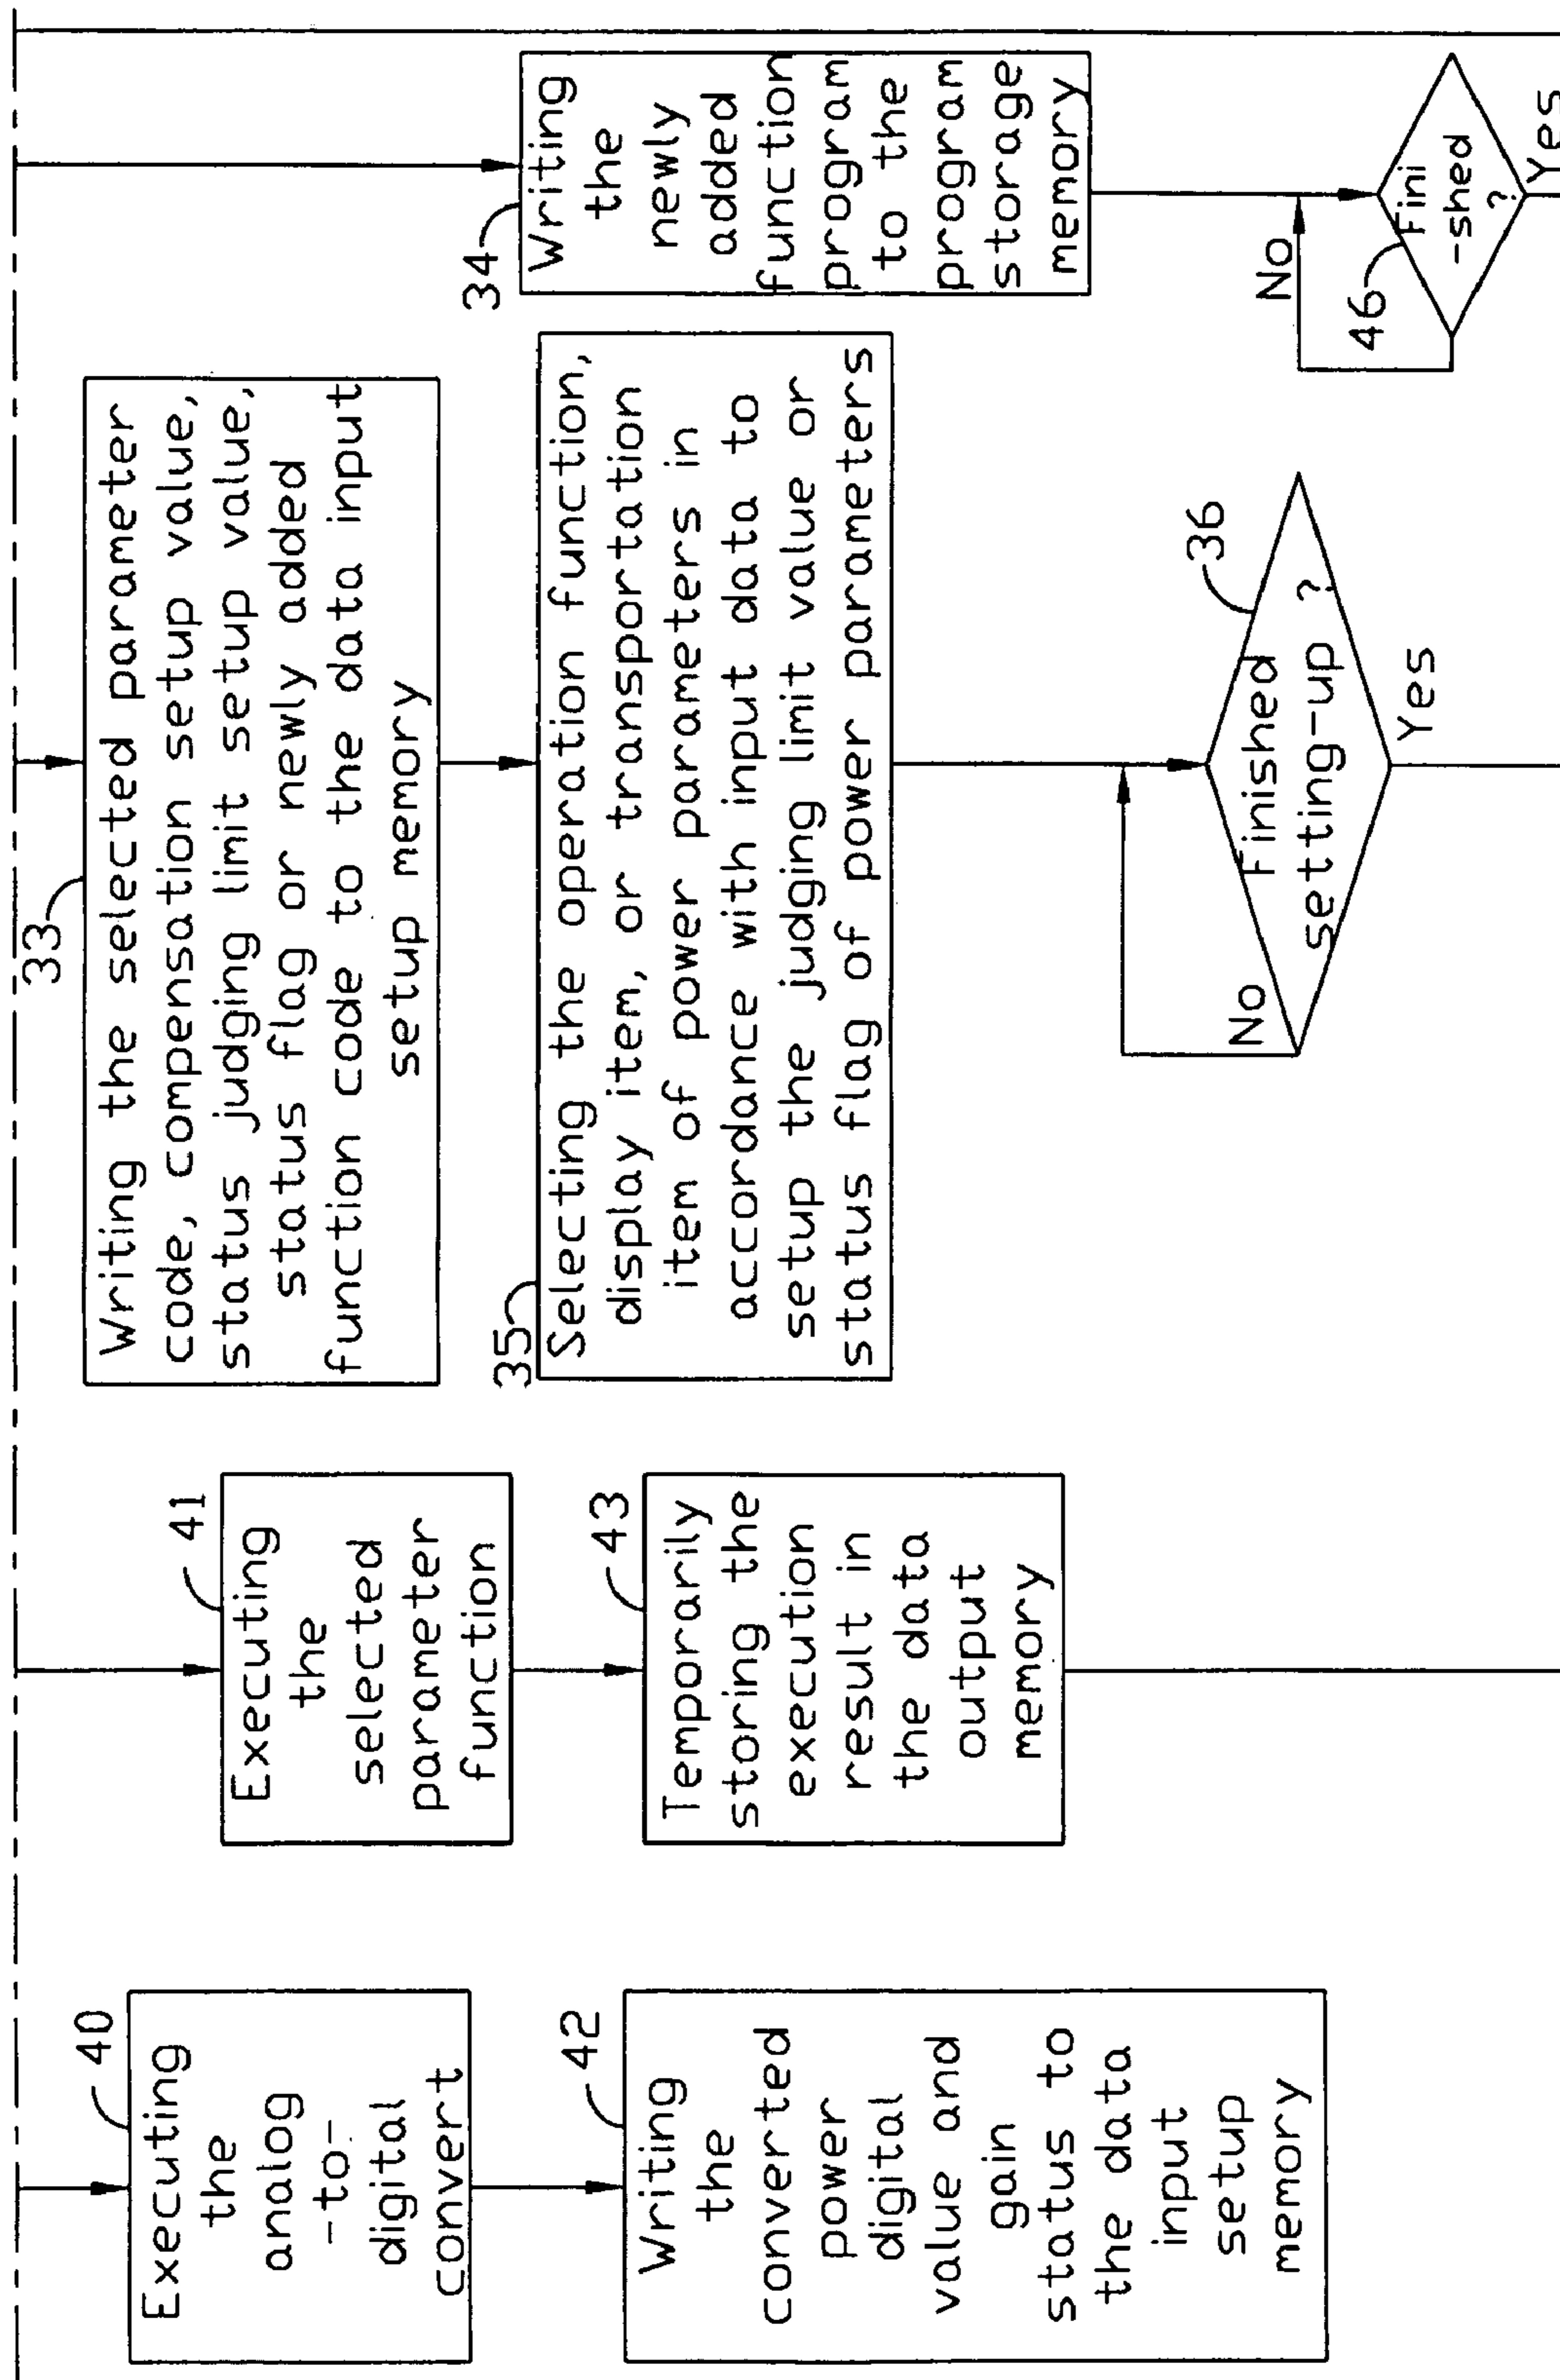 40
Executing
the
analog
-to-
digital
convert
42
Writing
the
converted
power
digital
value and
gain
status to
the data
input
setup
memory
41
Executing
the
selected
parameter
function
43
Temporarily
storing the
execution
result in
the data
output
memory
33
Writing the selected parameter
code, compensation setup value,
status judging limit setup value,
status flag or newly added
function code to the data input
setup memory
35
Selecting the operation function,
display item, or transportation
item of power parameters in
accordance with input data to
setup the judging limit value or
status flag of power parameters
36
Finished
setting-up ?
No
Yes
34
Writing
the
newly
added
function
program
to the
program
storage
memory
46
Fini
-shed
?
No
Yes